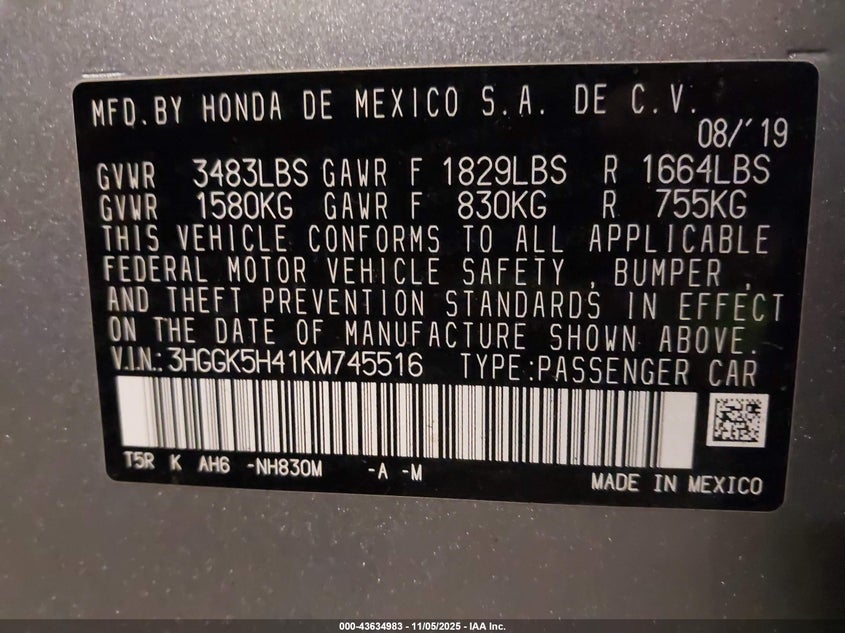 MFD.BY HONDA DE MEXICO S.A. DE C.V.
08/'19
GVWR 3483LBS GAWR F 1829LBS R 1664LBS
GVWR 1580KG GAWR F 830KG R 755KG
THIS VEHICLE CONFORMS TO ALL APPLICABLE
FEDERAL MOTOR VEHICLE SAFETY , BUMPER ,
AND THEFT PREVENTION STANDARDS IN EFFECT
ON THE DATE OF MANUFACTURE SHOWN ABOVE.
V.I.N.: 3HGGK5H41KM745516 TYPE:PASSENGER CAR
T5R K AH6 -NH830M -A -M
MADE IN MEXICO
000-43634983 - 11/05/2025 - IAA Inc.